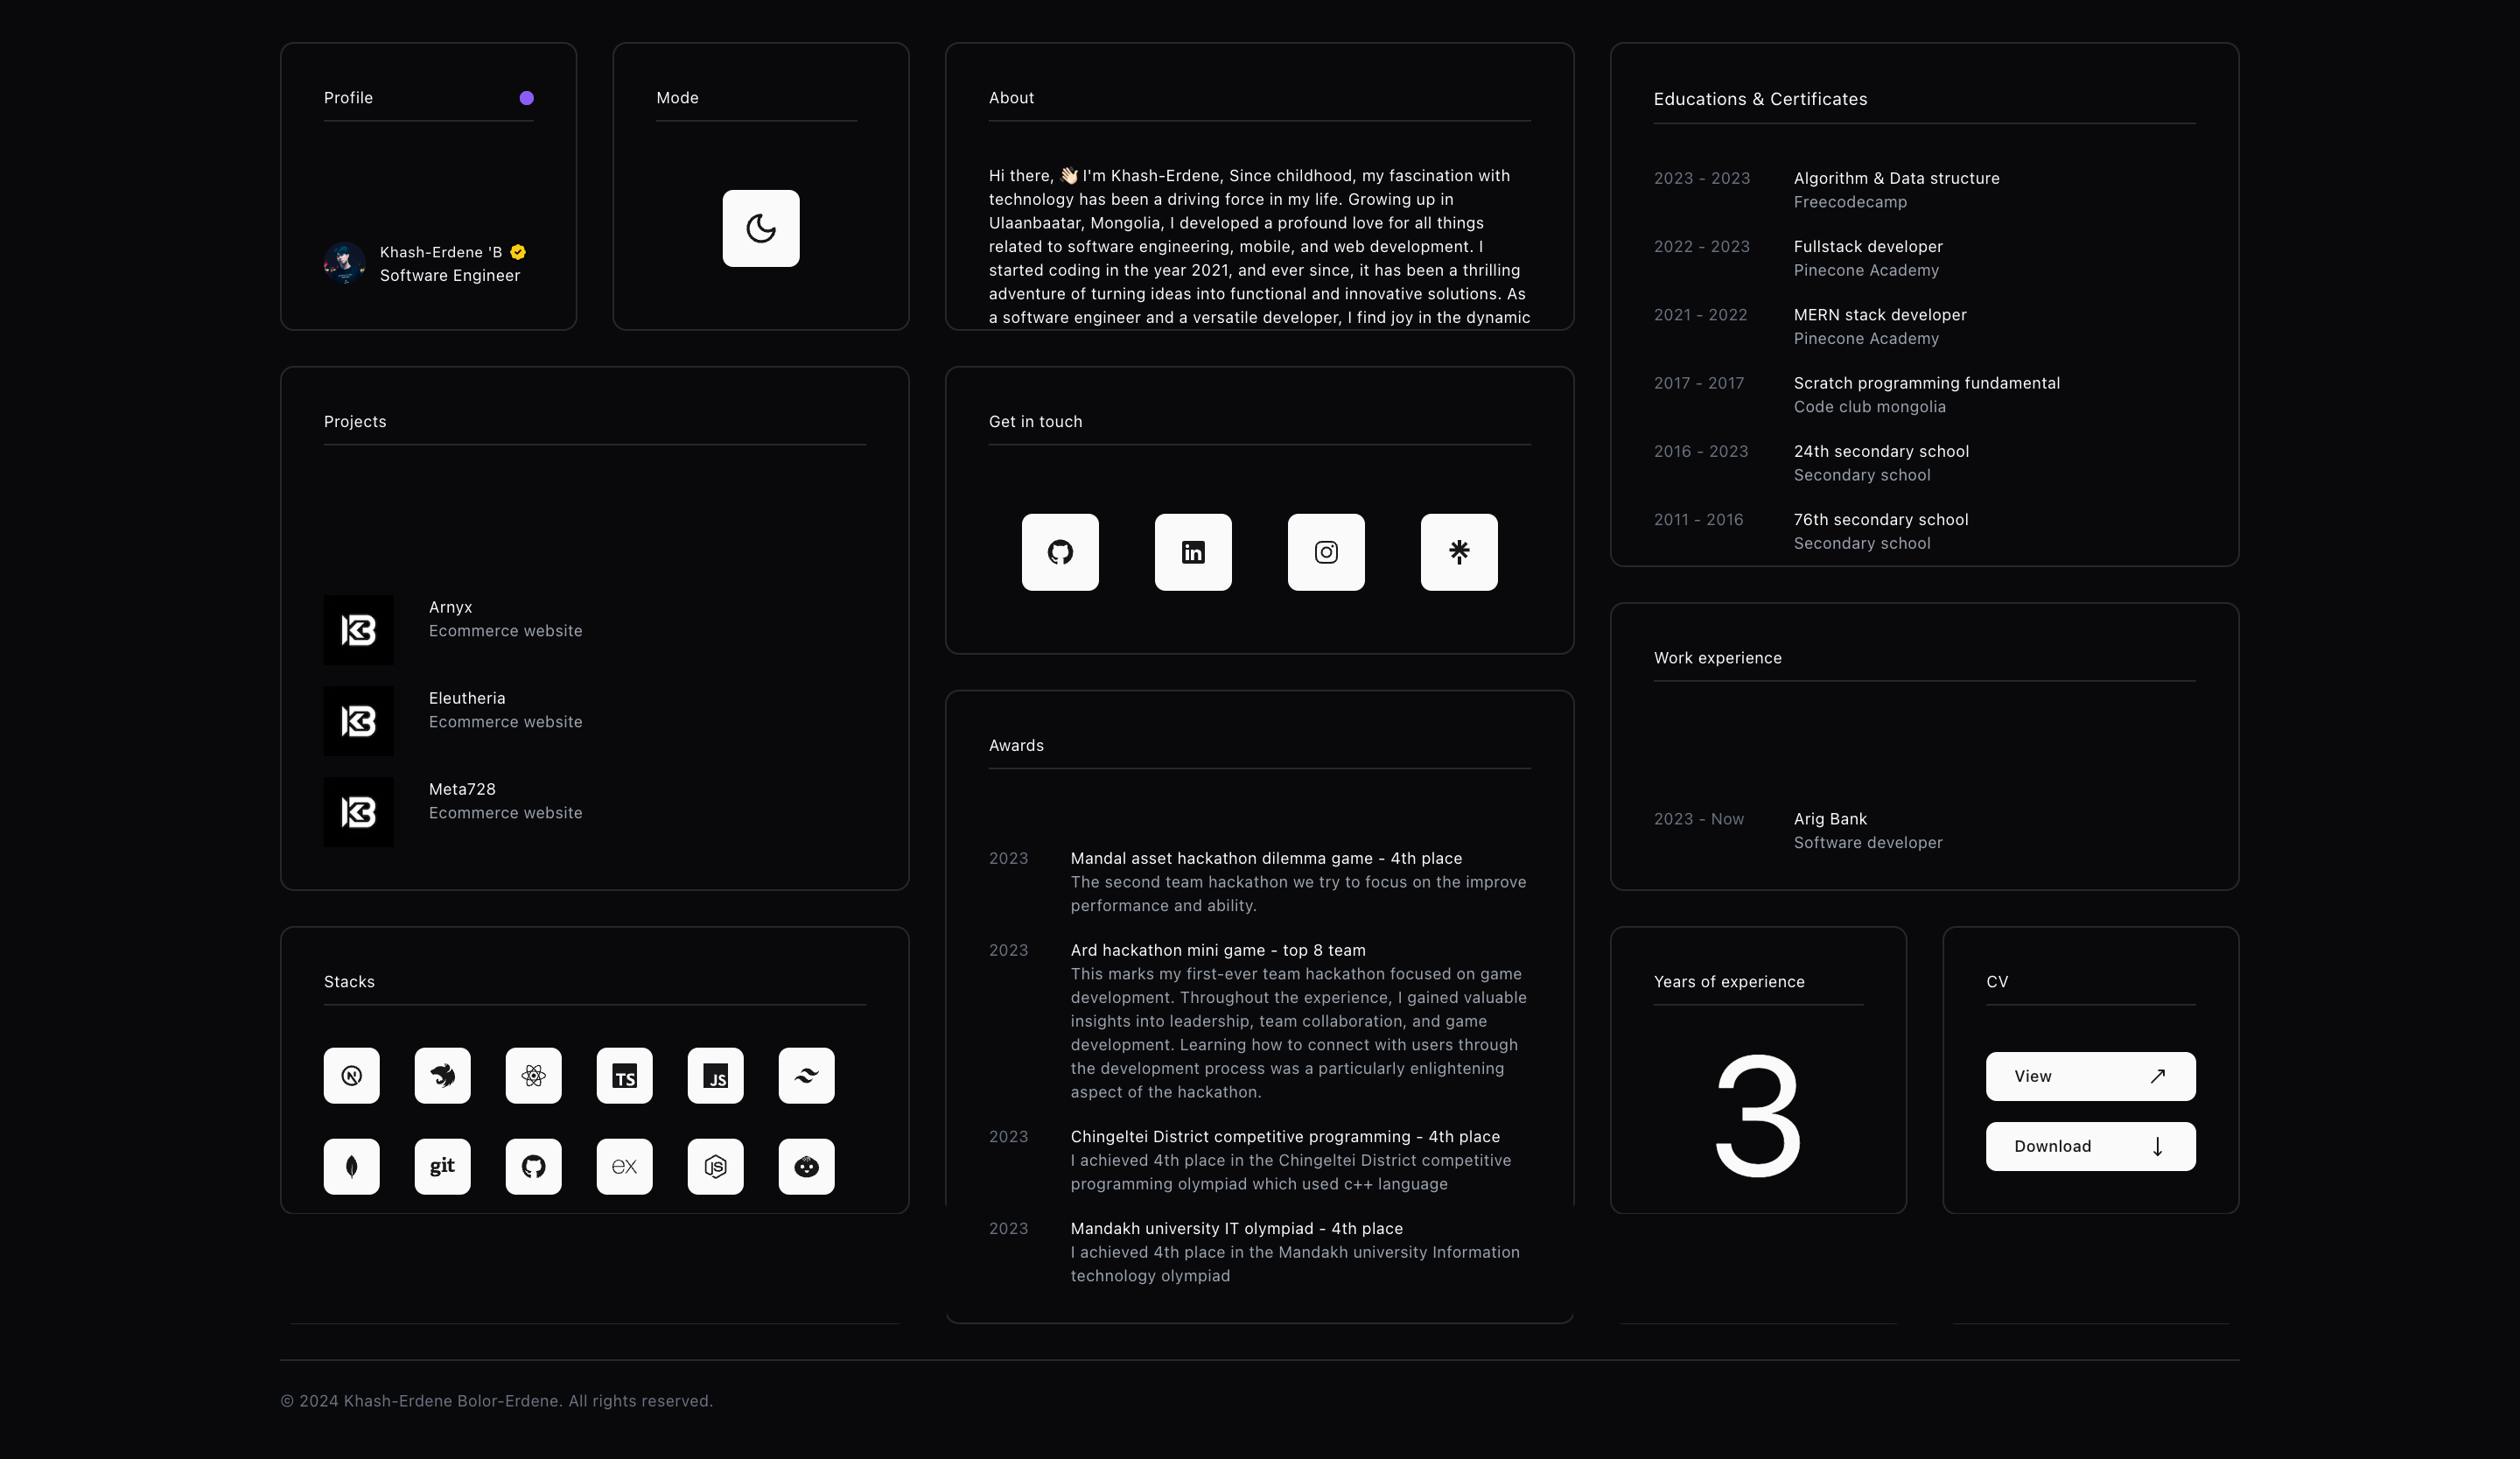 Profile
Khash-Erdene 'B
Software Engineer
Mode
About
Hi there, 👋🏻 I'm Khash-Erdene, Since childhood, my fascination with
technology has been a driving force in my life. Growing up in
Ulaanbaatar, Mongolia, I developed a profound love for all things
related to software engineering, mobile, and web development. I
started coding in the year 2021, and ever since, it has been a thrilling
adventure of turning ideas into functional and innovative solutions. As
a software engineer and a versatile developer, I find joy in the dynamic
Educations & Certificates
2023 - 2023 Algorithm & Data structure
Freecodecamp
2022 - 2023 Fullstack developer
Pinecone Academy
2021 - 2022 MERN stack developer
Pinecone Academy
2017 - 2017 Scratch programming fundamental
Code club mongolia
2016 - 2023 24th secondary school
Secondary school
2011 - 2016 76th secondary school
Secondary school
Projects
Arnyx
Ecommerce website
Eleutheria
Ecommerce website
Meta728
Ecommerce website
Get in touch
in
Awards
2023 Mandal asset hackathon dilemma game - 4th place
The second team hackathon we try to focus on the improve
performance and ability.
2023 Ard hackathon mini game - top 8 team
This marks my first-ever team hackathon focused on game
development. Throughout the experience, I gained valuable
insights into leadership, team collaboration, and game
development. Learning how to connect with users through
the development process was a particularly enlightening
aspect of the hackathon.
2023 Chingeltei District competitive programming - 4th place
I achieved 4th place in the Chingeltei District competitive
programming olympiad which used c++ language
2023 Mandakh university IT olympiad - 4th place
I achieved 4th place in the Mandakh university Information
technology olympiad
Work experience
2023 - Now Arig Bank
Software developer
Stacks
N TS JS
git ex JS
Years of experience
3
CV
View
Download
© 2024 Khash-Erdene Bolor-Erdene. All rights reserved.